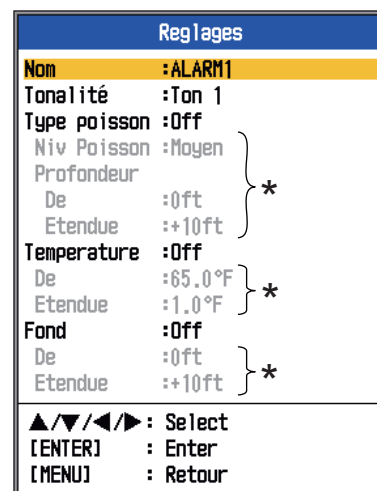 Reglages
Nom :ALARM1
Tonalité :Ton 1
Type poisson :Off
Niv Poisson :Moyen
Profondeur
De :0ft
Etendue :+10ft
*
Temperature :Off
De :65.0°F
Etendue :1.0°F
*
Fond :Off
De :0ft
Etendue :+10ft
*
▲/▼/◀/▶ : Select
[ENTER] : Enter
[MENU] : Retour